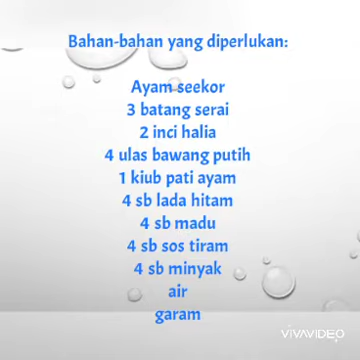 Bahan-bahan yang diperlukan:
Ayam seekor
3 batang serai
2 inci halia
4 ulas bawang putih
1 kiub pati ayam
4 sb lada hitam
4 sb madu
4 sb sos tiram
4 sb minyak
air
garam
VIVAVIDEO